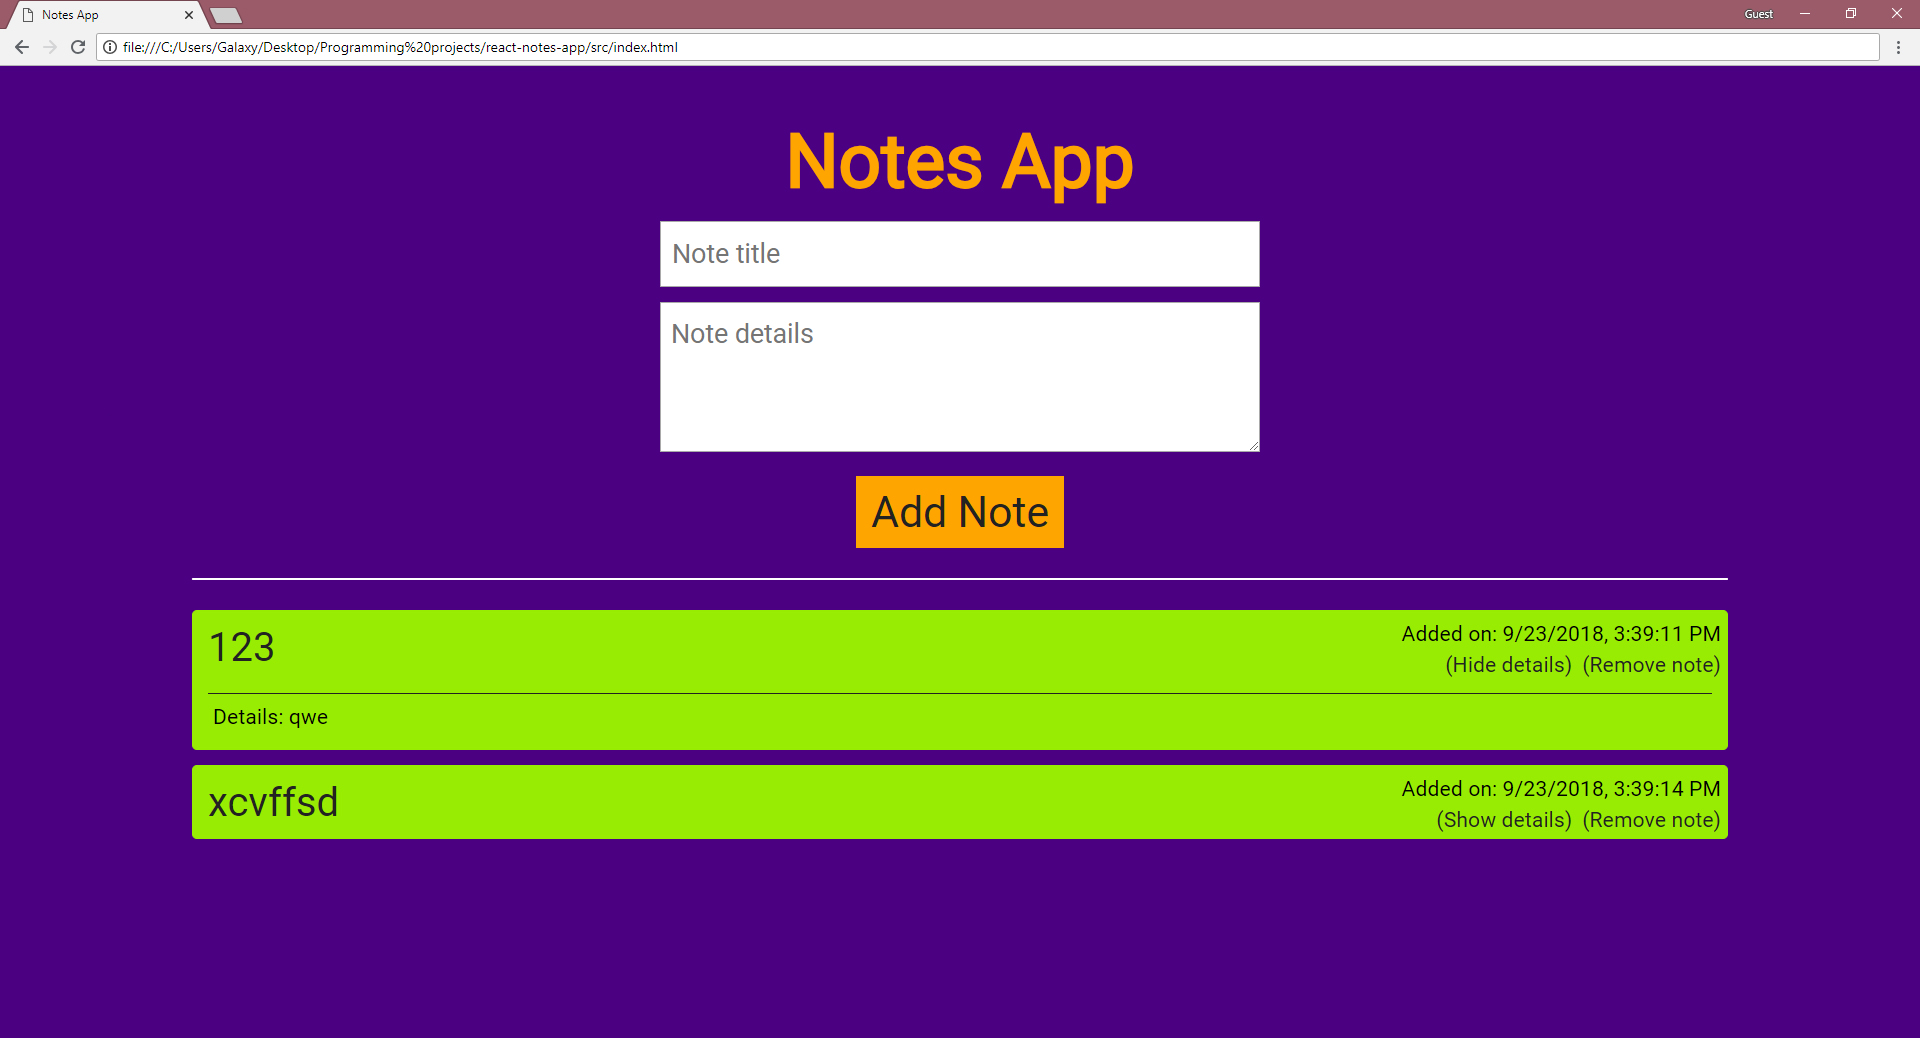 Notes App
Guest
file:///C:/Users/Galaxy/Desktop/Programming%20projects/react-notes-app/src/index.html
Notes App
Note title
Note details
Add Note
123
Added on: 9/23/2018, 3:39:11 PM
(Hide details) (Remove note)
Details: qwe
xcvffsd
Added on: 9/23/2018, 3:39:14 PM
(Show details) (Remove note)